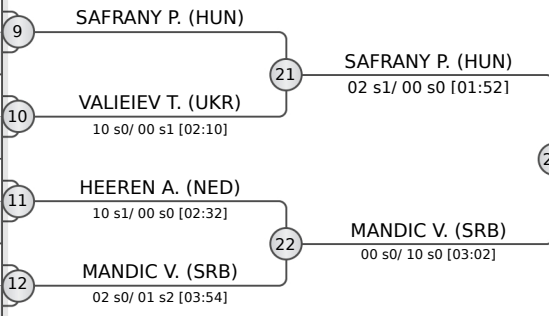 9
SAFRANY P. (HUN)
21
SAFRANY P. (HUN)
02 s1/ 00 s0 [01:52]
10
VALIEIEV T. (UKR)
10 s0/ 00 s1 [02:10]
11
HEEREN A. (NED)
10 s1/ 00 s0 [02:32]
22
MANDIC V. (SRB)
00 s0/ 10 s0 [03:02]
12
MANDIC V. (SRB)
02 s0/ 01 s2 [03:54]